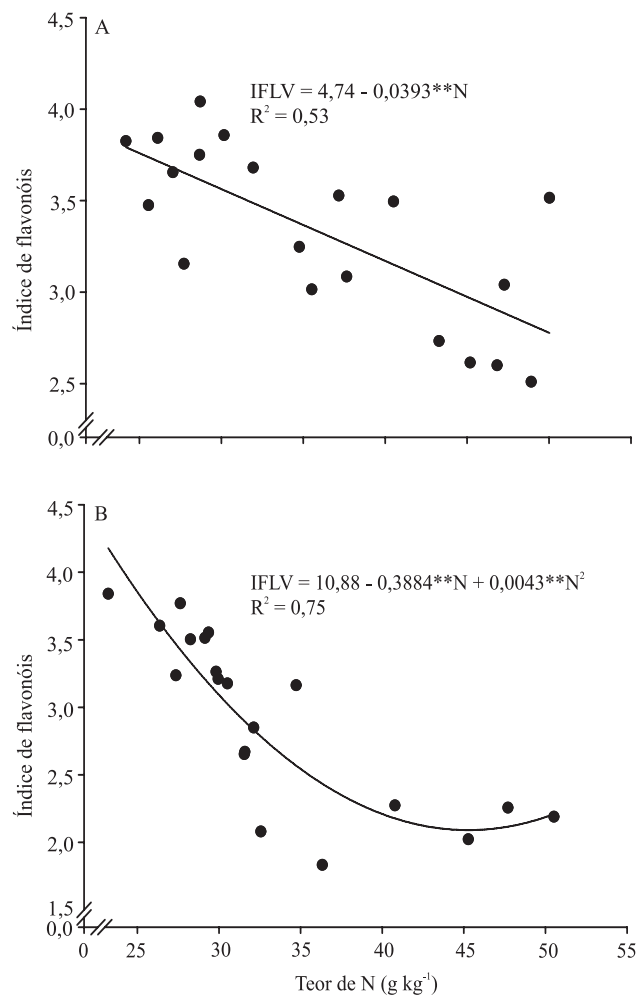 4,5
A
IFLV = 4,74 - 0,0393**N
R² = 0,53
4,0
3,5
3,0
2,5
0,0
Índice de flavonóis
4,5
B
IFLV = 10,88 - 0,3884**N + 0,0043**N²
R² = 0,75
4,0
3,5
3,0
2,5
2,0
1,5
0,0
Índice de flavonóis
0 25 30 35 40 45 50 55
Teor de N (g kg⁻¹)